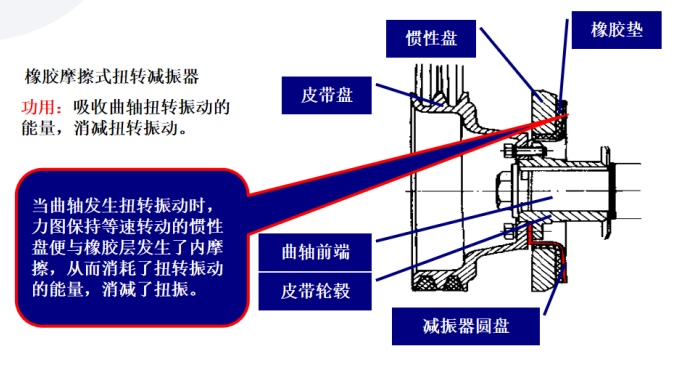 橡胶摩擦式扭转减振器
功用：吸收曲轴扭转振动的
能量，消减扭转振动。
当曲轴发生扭转振动时，
力图保持等速转动的惯性
盘便与橡胶层发生了内摩
擦，从而消耗了扭转振动
的能量，消减了扭振。
惯性盘
橡胶垫
皮带盘
曲轴前端
皮带轮毂
减振器圆盘